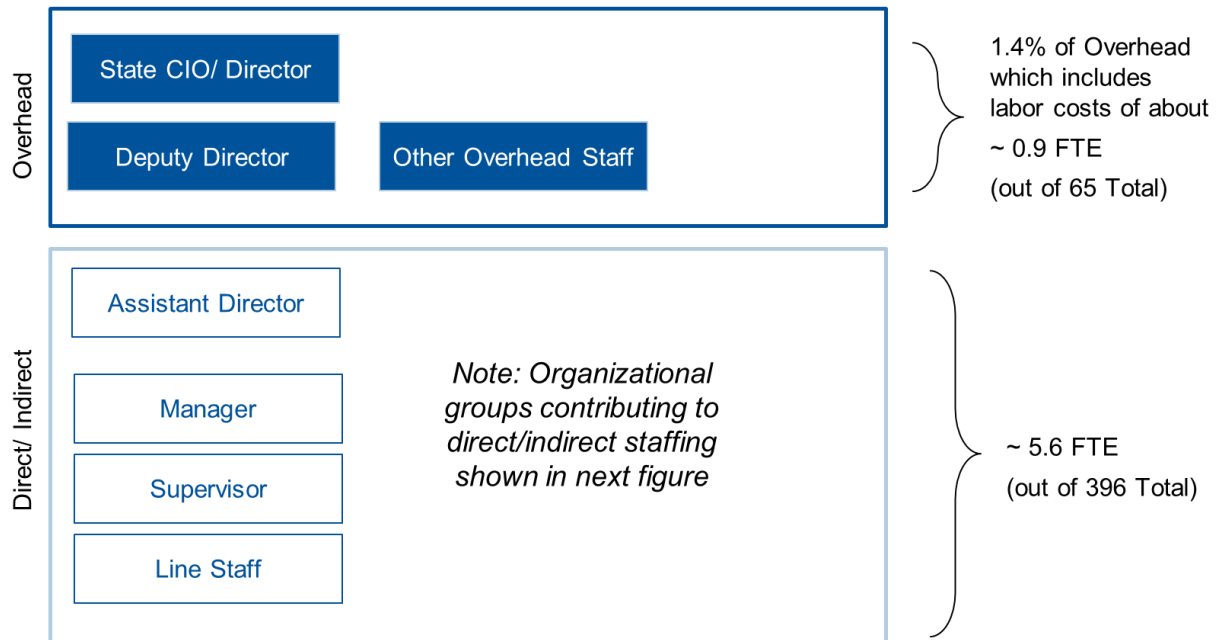 Overhead
State CIO/ Director
Deputy Director
Other Overhead Staff
1.4% of Overhead
which includes
labor costs of about
~ 0.9 FTE
(out of 65 Total)
Direct/ Indirect
Assistant Director
Manager
Supervisor
Line Staff
Note: Organizational
groups contributing to
direct/indirect staffing
shown in next figure
~ 5.6 FTE
(out of 396 Total)